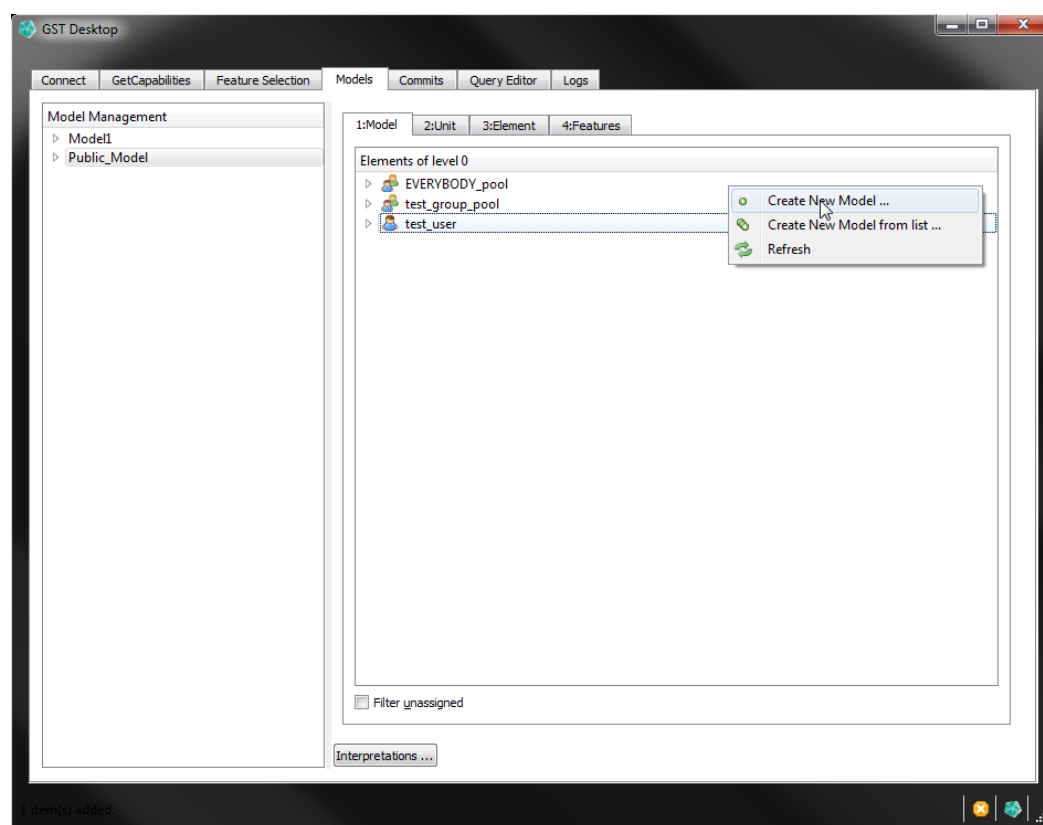 GST Desktop
Connect GetCapabilities Feature Selection Models Commits Query Editor Logs
Model Management
Model1
Public_Model
1:Model 2:Unit 3:Element 4:Features
Elements of level 0
EVERYBODY_pool
test_group_pool
test_user
Create New Model ...
Create New Model from list ...
Refresh
Filter unassigned
Interpretations ...
1 item(s) added.